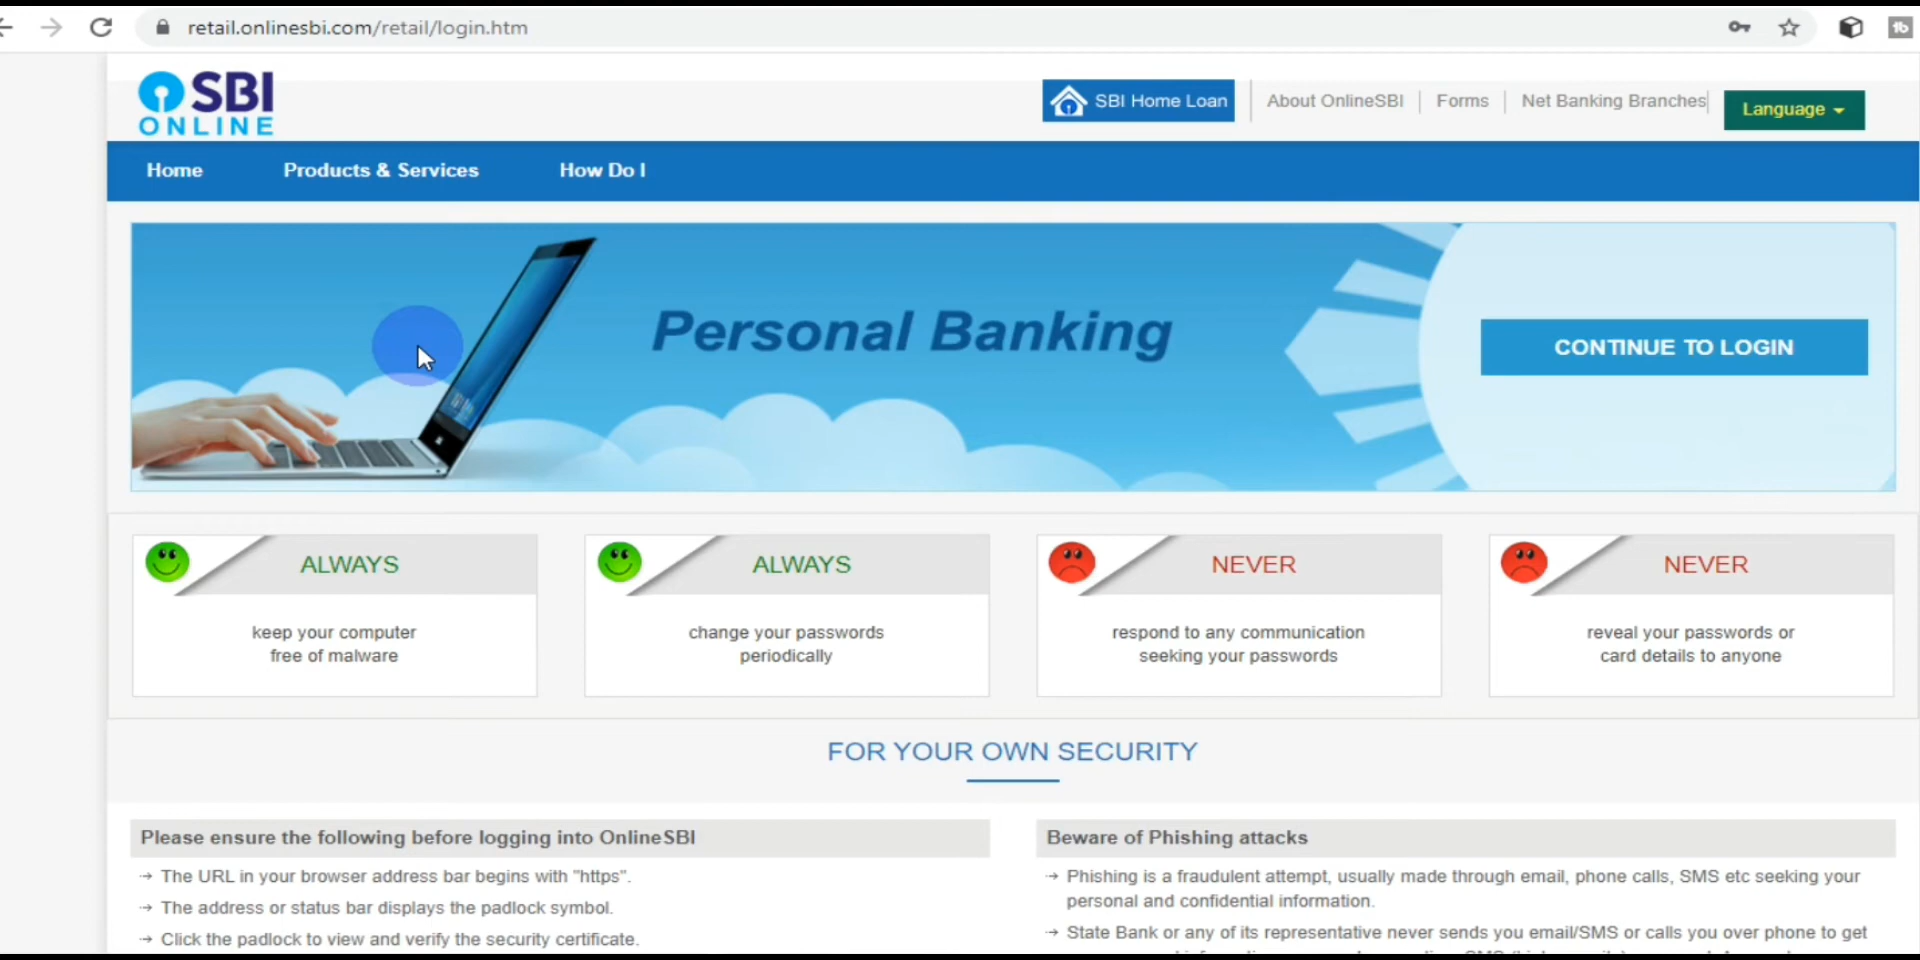 retail.onlinesbi.com/retail/login.htm
SBI
ONLINE
SBI Home Loan
About OnlineSBI
Forms
Net Banking Branches
Language
Home
Products & Services
How Do I
Personal Banking
CONTINUE TO LOGIN
ALWAYS
keep your computer
free of malware
ALWAYS
change your passwords
periodically
NEVER
respond to any communication
seeking your passwords
NEVER
reveal your passwords or
card details to anyone
FOR YOUR OWN SECURITY
Please ensure the following before logging into OnlineSBI
→ The URL in your browser address bar begins with "https".
→ The address or status bar displays the padlock symbol.
→ Click the padlock to view and verify the security certificate.
Beware of Phishing attacks
→ Phishing is a fraudulent attempt, usually made through email, phone calls, SMS etc seeking your
personal and confidential information.
→ State Bank or any of its representative never sends you email/SMS or calls you over phone to get